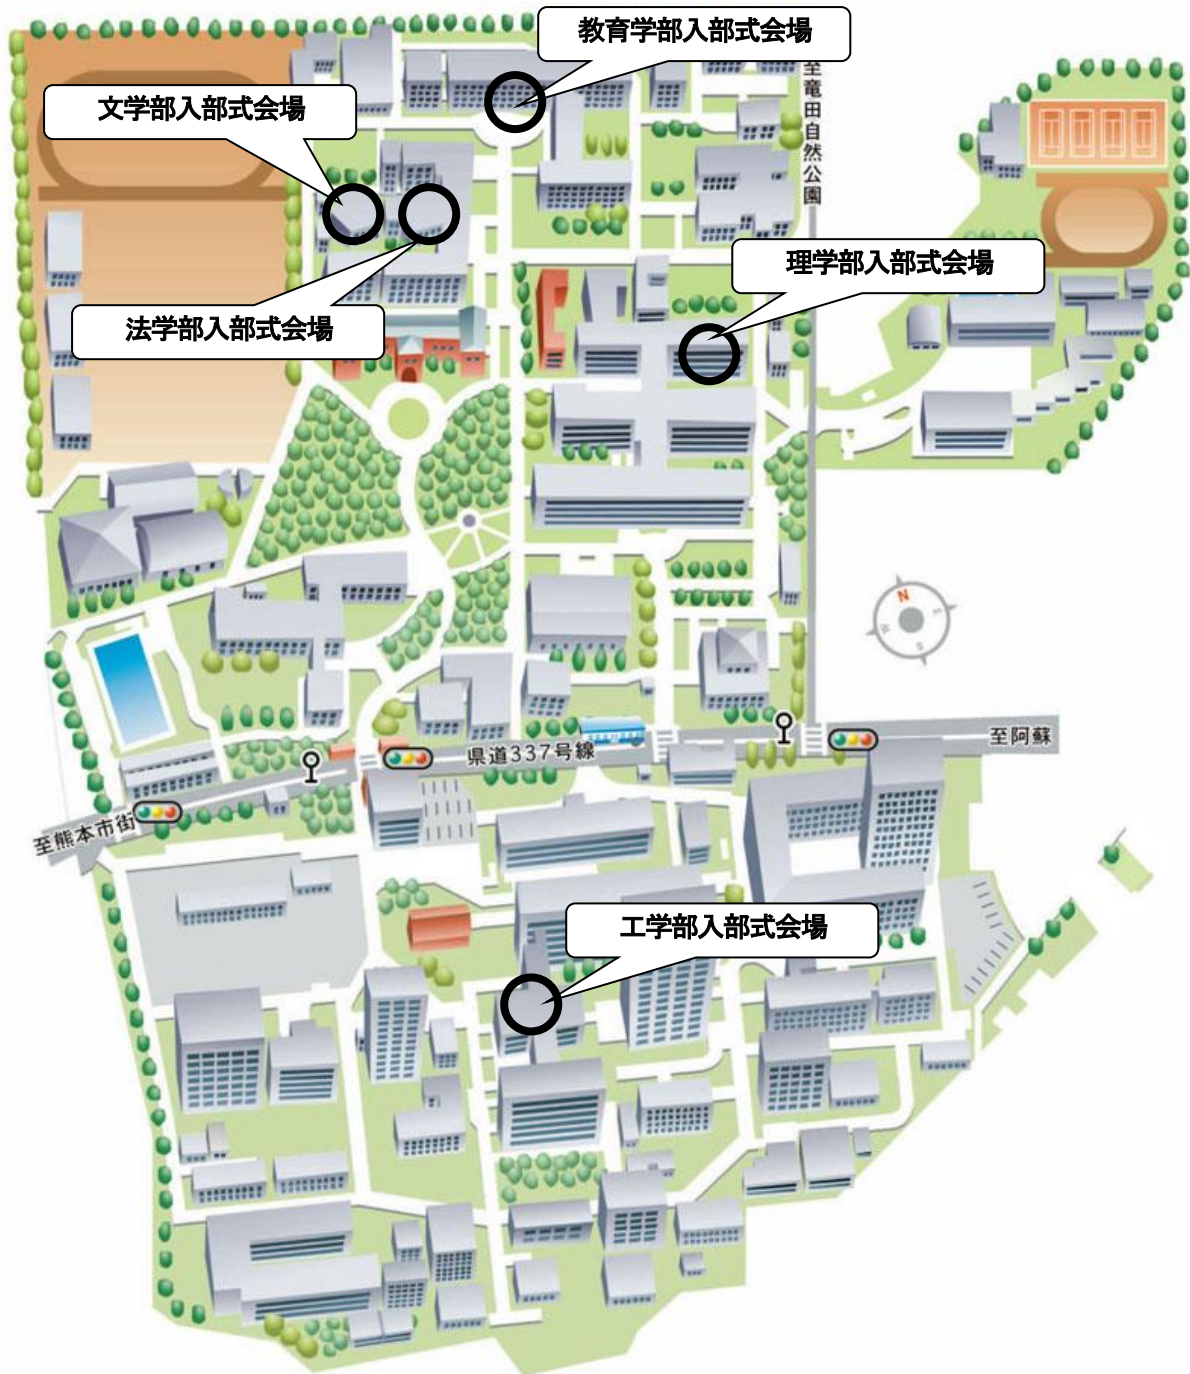 教育学部入部式会場
至竜田自然公園
文学部入部式会場
理学部入部式会場
法学部入部式会場
N
E
W
S
県道337号線
至阿蘇
至熊本市街
工学部入部式会場